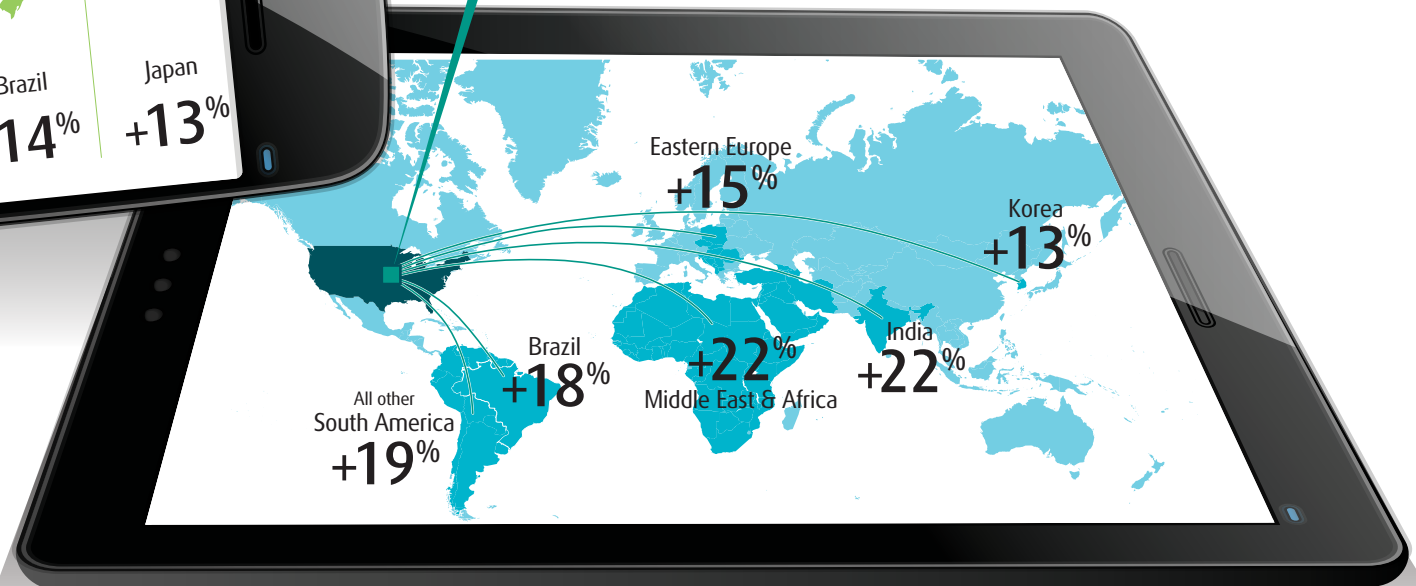 Brazil
14%
Japan
+13%
Eastern Europe
+15%
Korea
+13%
India
+22%
+22%
Middle East & Africa
Brazil
+18%
All other
South America
+19%